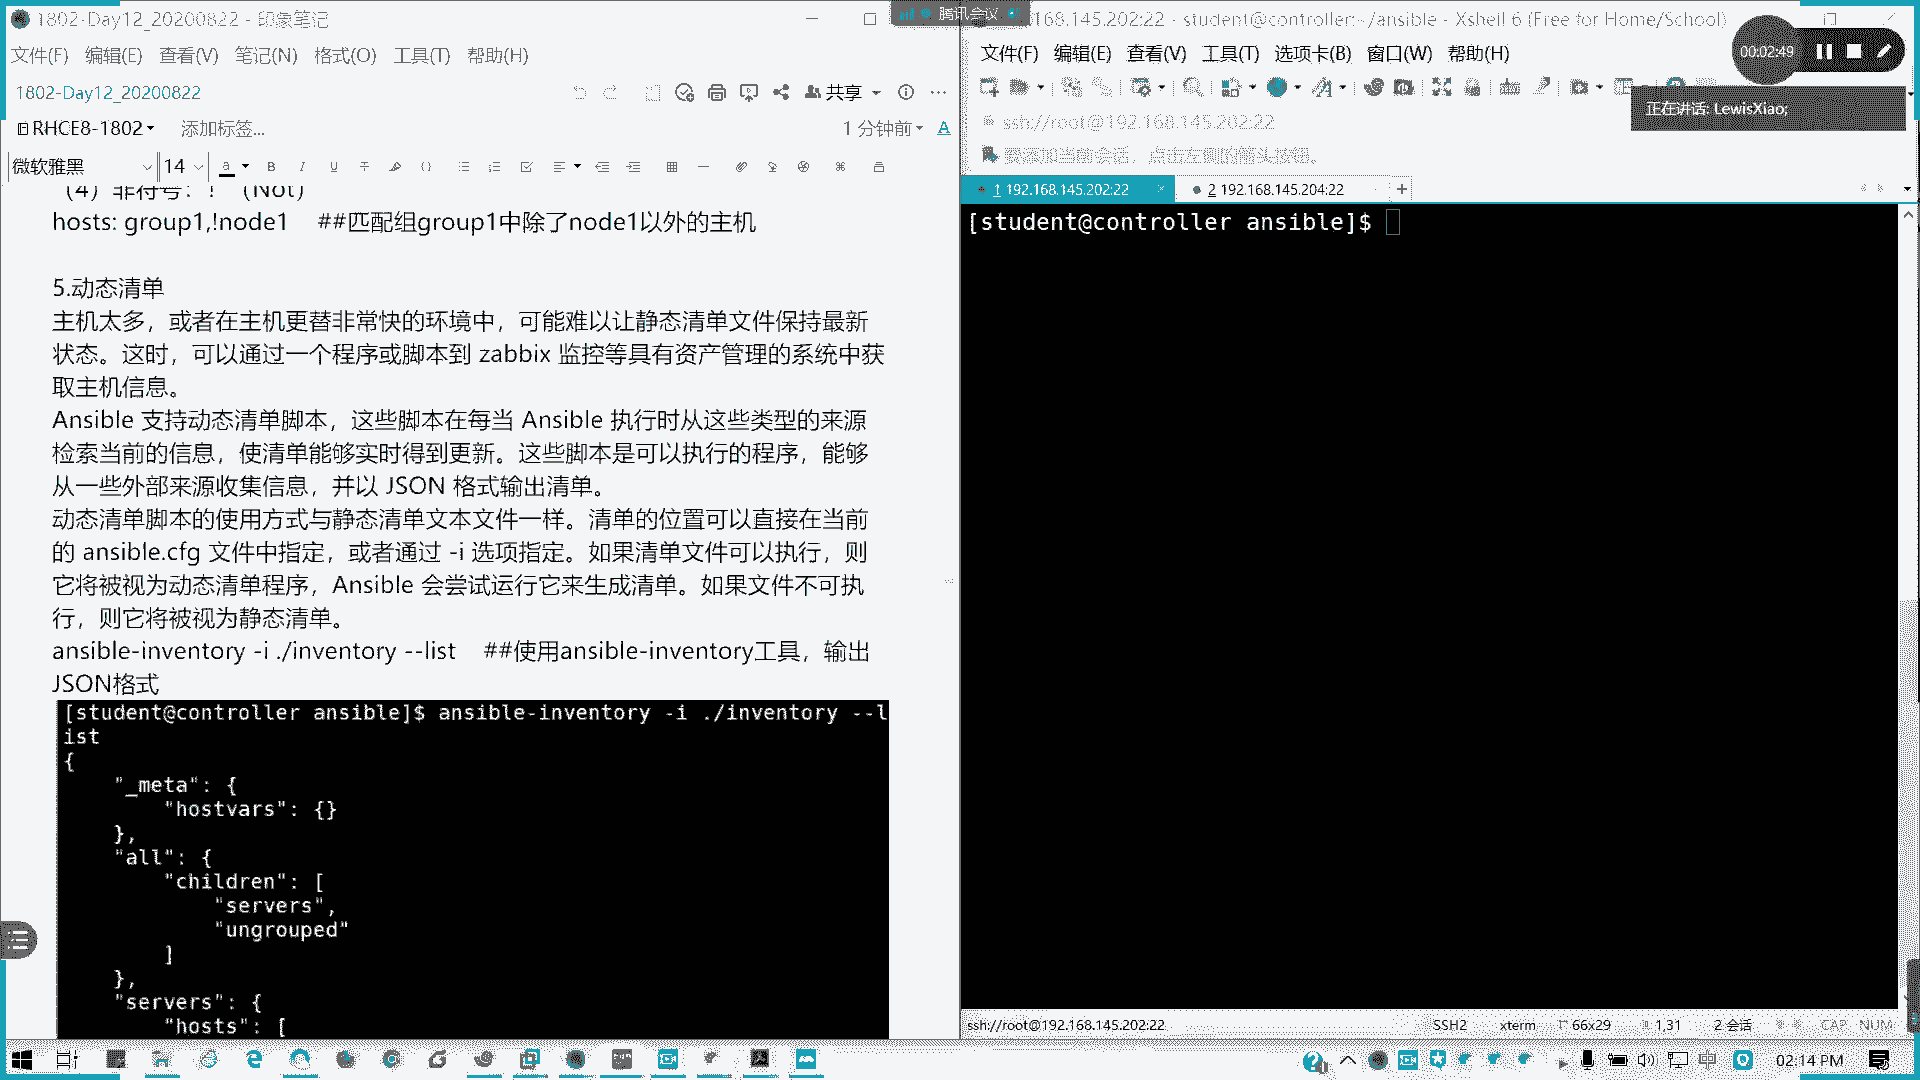 1802-Day12_20200822 - 印象笔记
文件(F) 编辑(E) 查看(V) 笔记(N) 格式(O) 工具(T) 帮助(H)
1802-Day12_20200822
共享
RHCE8-1802
添加标签...
1 分钟前
微软雅黑
14
（4）非符号：！（Not）
hosts: group1,!node1 ##匹配组group1中除了node1以外的主机
5.动态清单
主机太多，或者在主机更替非常快的环境中，可能难以让静态清单文件保持最新
状态。这时，可以通过一个程序或脚本到 zabbix 监控等具有资产管理的系统中获
取主机信息。
Ansible 支持动态清单脚本，这些脚本在每当 Ansible 执行时从这些类型的来源
检索当前的信息，使清单能够实时得到更新。这些脚本是可以执行的程序，能够
从一些外部来源收集信息，并以 JSON 格式输出清单。
动态清单脚本的使用方式与静态清单文本文件一样。清单的位置可以直接在当前
的 ansible.cfg 文件中指定，或者通过 -i 选项指定。如果清单文件可以执行，则
它将被视为动态清单程序，Ansible 会尝试运行它来生成清单。如果文件不可执
行，则它将被视为静态清单。
ansible-inventory -i ./inventory --list ##使用ansible-inventory工具，输出
JSON格式
[student@controller ansible]$ ansible-inventory -i ./inventory --l
ist
{
"_meta": {
"hostvars": {}
},
"all": {
"children": [
"servers",
"ungrouped"
]
},
"servers": {
"hosts": [
腾讯会议
168.145.202:22 - student@controller:~/ansible - Xshell 6 (Free for Home/School)
00:02:49
文件(F) 编辑(E) 查看(V) 工具(T) 选项卡(B) 窗口(W) 帮助(H)
正在讲话: LewisXiao;
ssh://root@192.168.145.202:22
要添加当前会话，点击左侧的箭头按钮。
1 192.168.145.202:22
2 192.168.145.204:22
[student@controller ansible]$
ssh://root@192.168.145.202:22
SSH2
xterm
66x29
1,31
2 会话
CAP NUM
中
02:14 PM